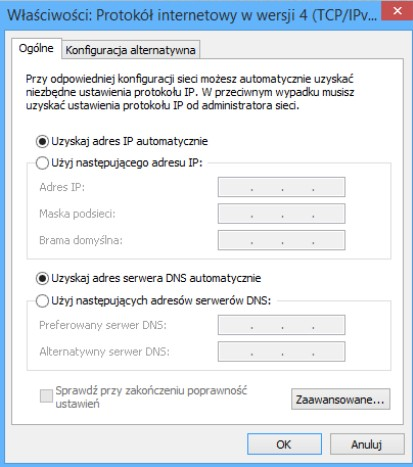 Właściwości: Protokół internetowy w wersji 4 (TCP/IPv...
Ogólne
Konfiguracja alternatywna
Przy odpowiedniej konfiguracji sieci możesz automatycznie uzyskać
niezbędne ustawienia protokołu IP. W przeciwnym wypadku musisz
uzyskać ustawienia protokołu IP od administratora sieci.
Uzyskaj adres IP automatycznie
Użyj następującego adresu IP:
Adres IP:
Maska podsieci:
Brama domyślna:
Uzyskaj adres serwera DNS automatycznie
Użyj następujących adresów serwerów DNS:
Preferowany serwer DNS:
Alternatywny serwer DNS:
Sprawdź przy zakończeniu poprawność
ustawień
Zaawansowane...
OK
Anuluj